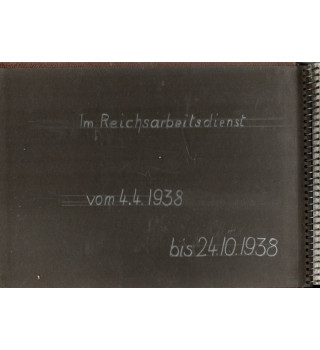 Im Reichsarbeitsdienst
vom 4.4.1938
bis 24.10.1938